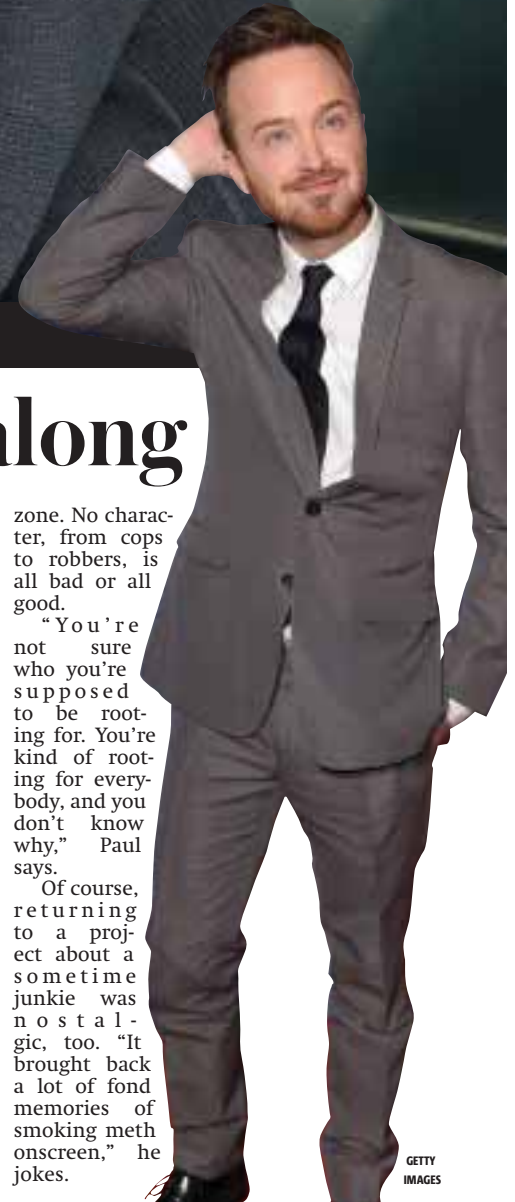 along
zone. No charac-
ter, from cops
to robbers, is
all bad or all
good.
“You’re
not sure
who you’re
supposed
to be root-
ing for. You’re
kind of root-
ing for every-
body, and you
don’t know
why,” Paul
says.
Of course,
returning
to a proj-
ect about a
sometime
junkie was
nostal-
gic, too. “It
brought back
a lot of fond
memories of
smoking meth
onscreen,” he
jokes.
GETTY
IMAGES